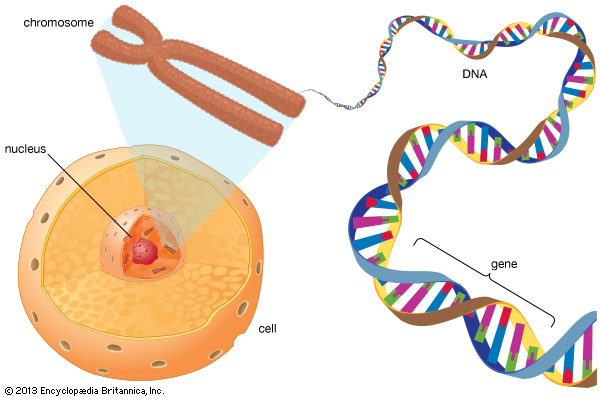 chromosome
DNA
nucleus
gene
cell
© 2013 Encyclopædia Britannica, Inc.